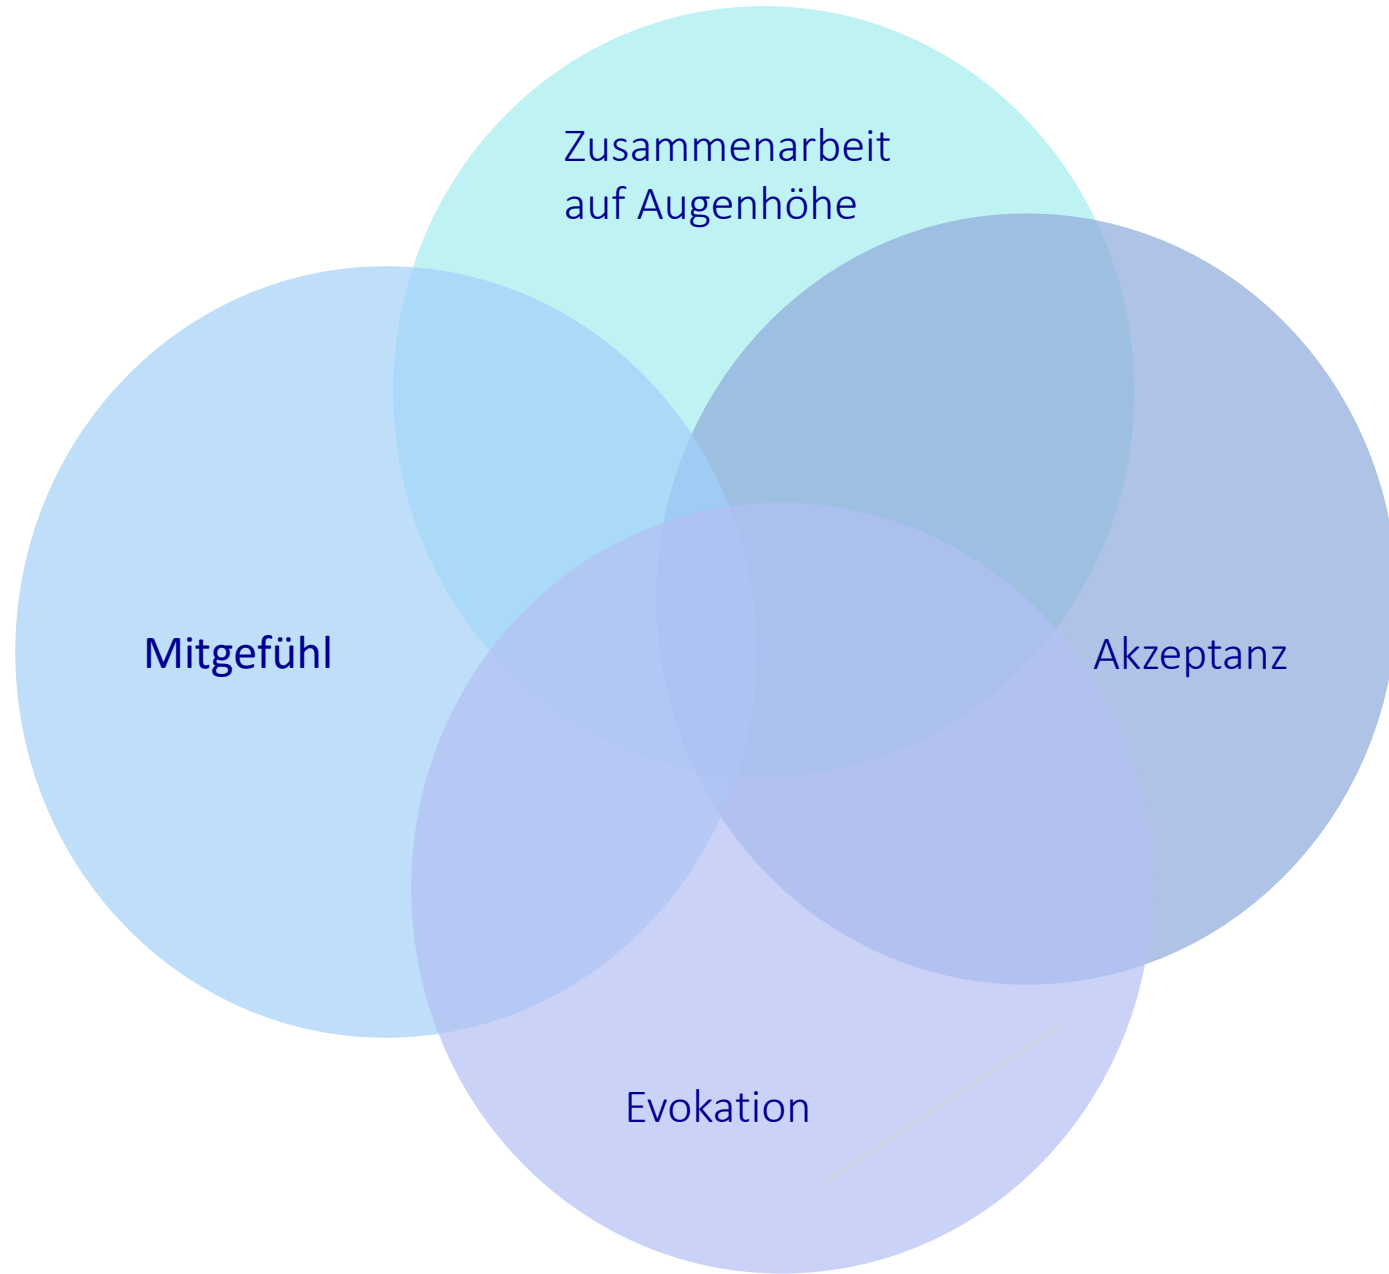 Zusammenarbeit
auf Augenhöhe
Mitgefühl
Akzeptanz
Evokation